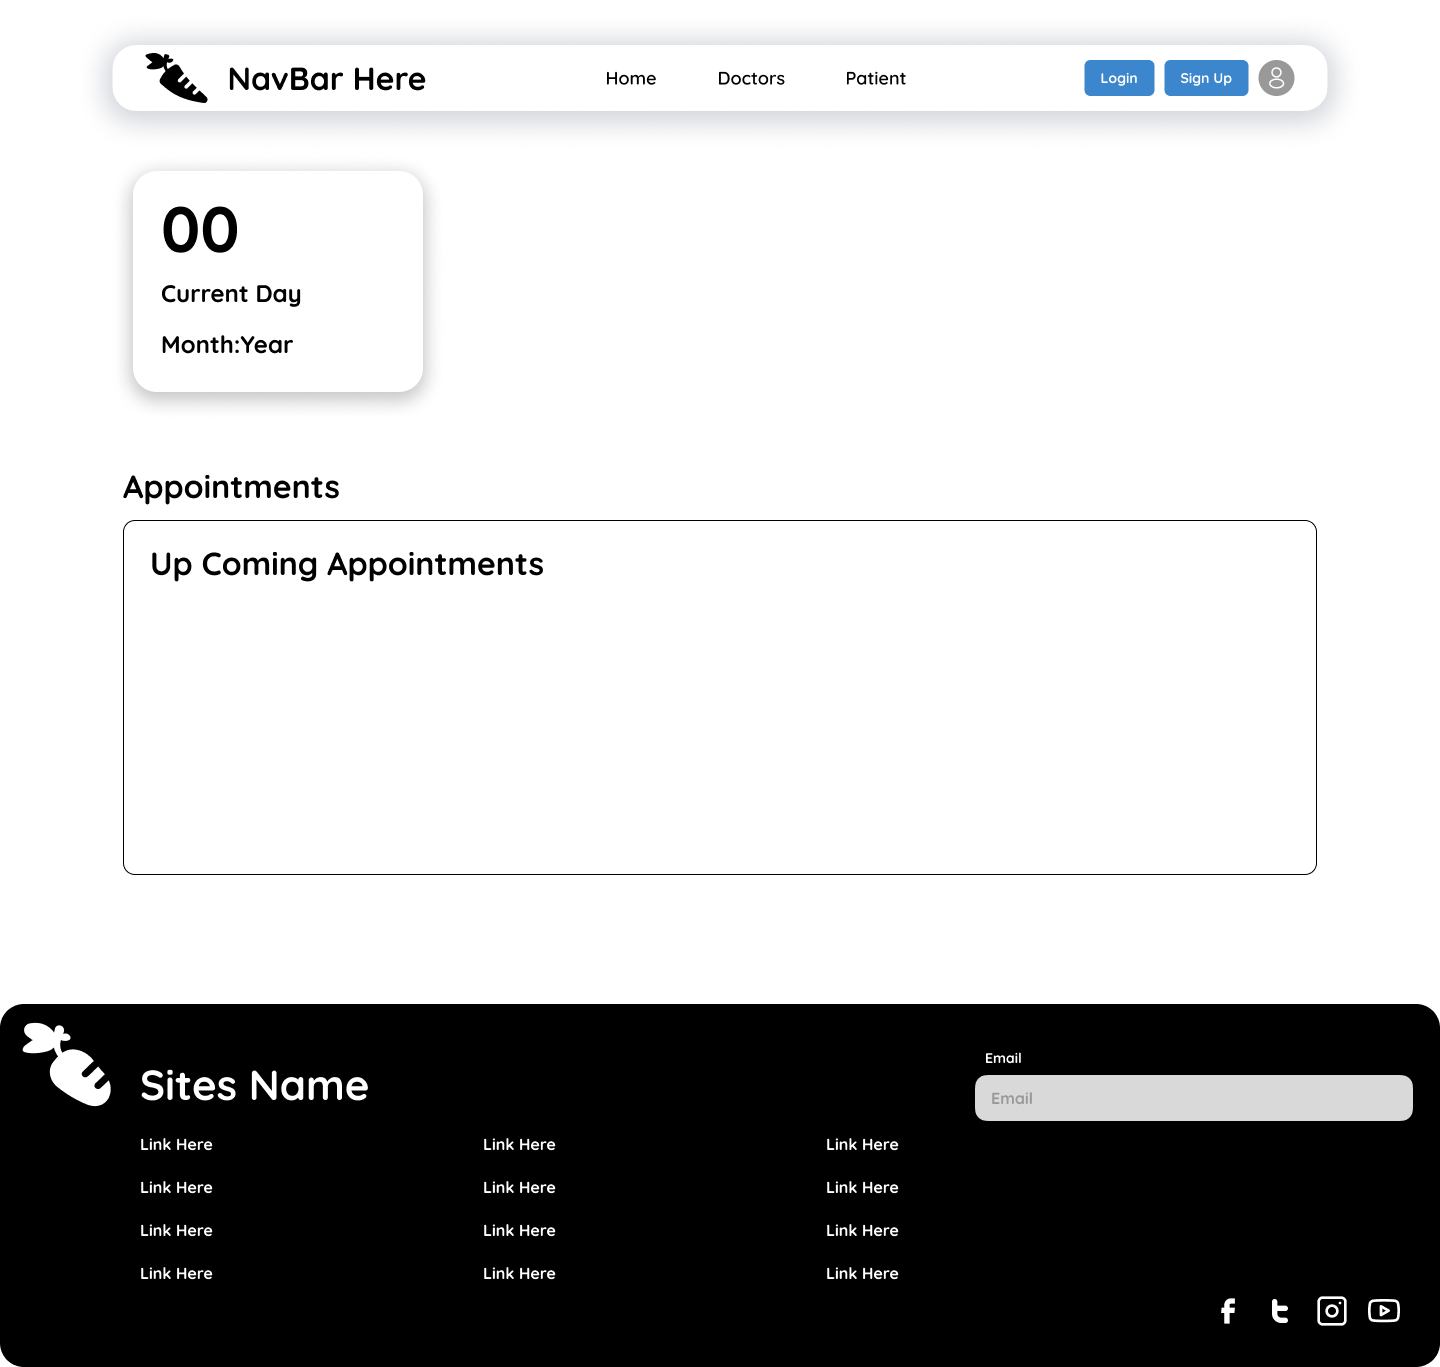 NavBar Here
Home
Doctors
Patient
Login
Sign Up
00
Current Day
Month:Year
Appointments
Up Coming Appointments
Sites Name
Email
Email
Link Here
Link Here
Link Here
Link Here
Link Here
Link Here
Link Here
Link Here
Link Here
Link Here
Link Here
Link Here